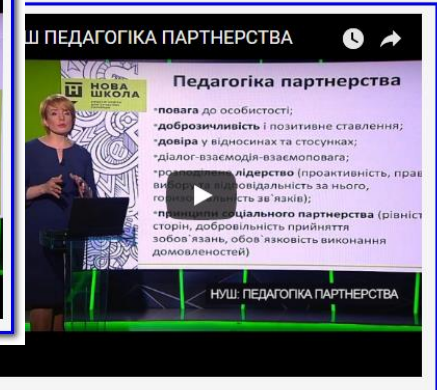 Ш ПЕДАГОГІКА ПАРТНЕРСТВА
НОВА
ШКОЛА
Педагогіка партнерства
•повага до особистості;
•доброзичливість і позитивне ставлення;
•довіра у відносинах та стосунках;
•діалог-взаємодія-взаємоповага;
•розподілене лідерство (проактивність, прав
вибору та відповідальність за нього,
горизонтальність зв'язків);
•принципи соціального партнерства (рівніст
сторін, добровільність прийняття
зобов'язань, обов'язковість виконання
домовленостей)
НУШ: ПЕДАГОГІКА ПАРТНЕРСТВА